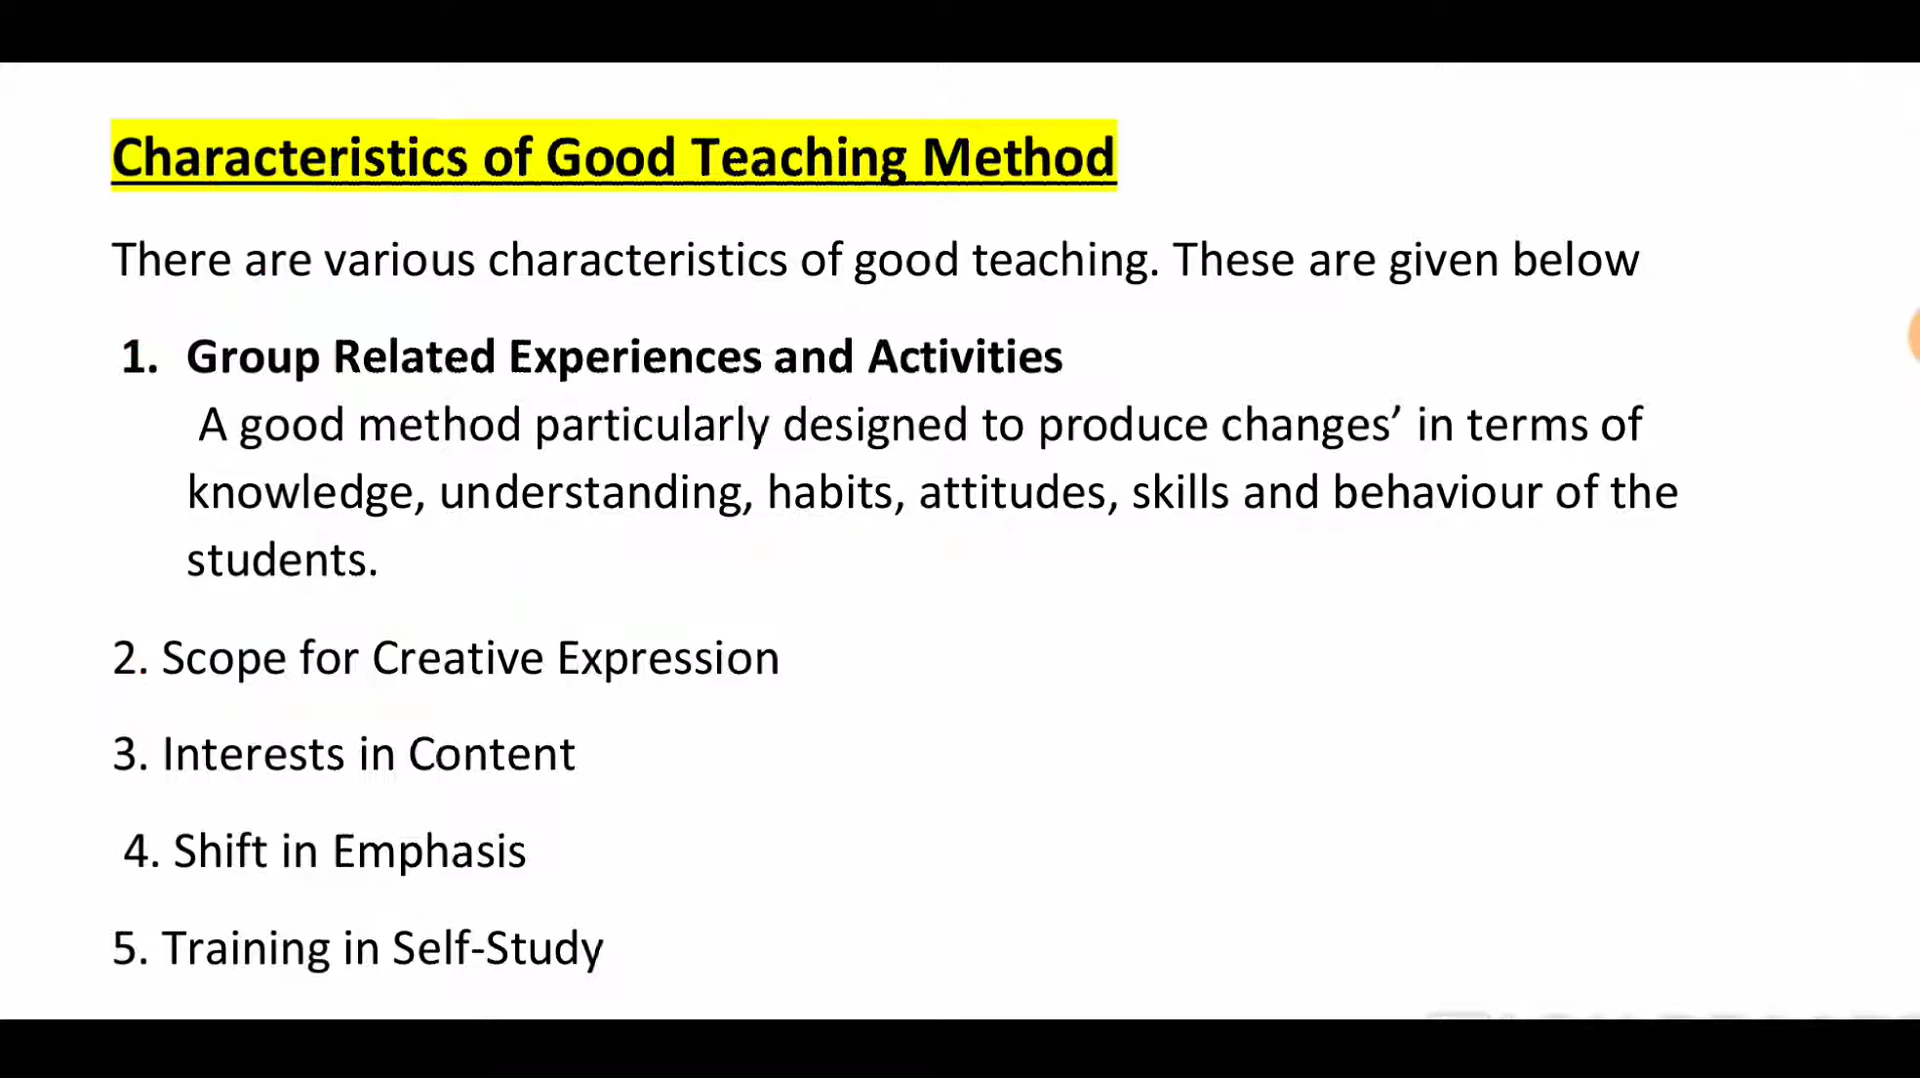 Characteristics of Good Teaching Method
There are various characteristics of good teaching. These are given below
1. Group Related Experiences and Activities
A good method particularly designed to produce changes’ in terms of
knowledge, understanding, habits, attitudes, skills and behaviour of the
students.
2. Scope for Creative Expression
3. Interests in Content
4. Shift in Emphasis
5. Training in Self-Study